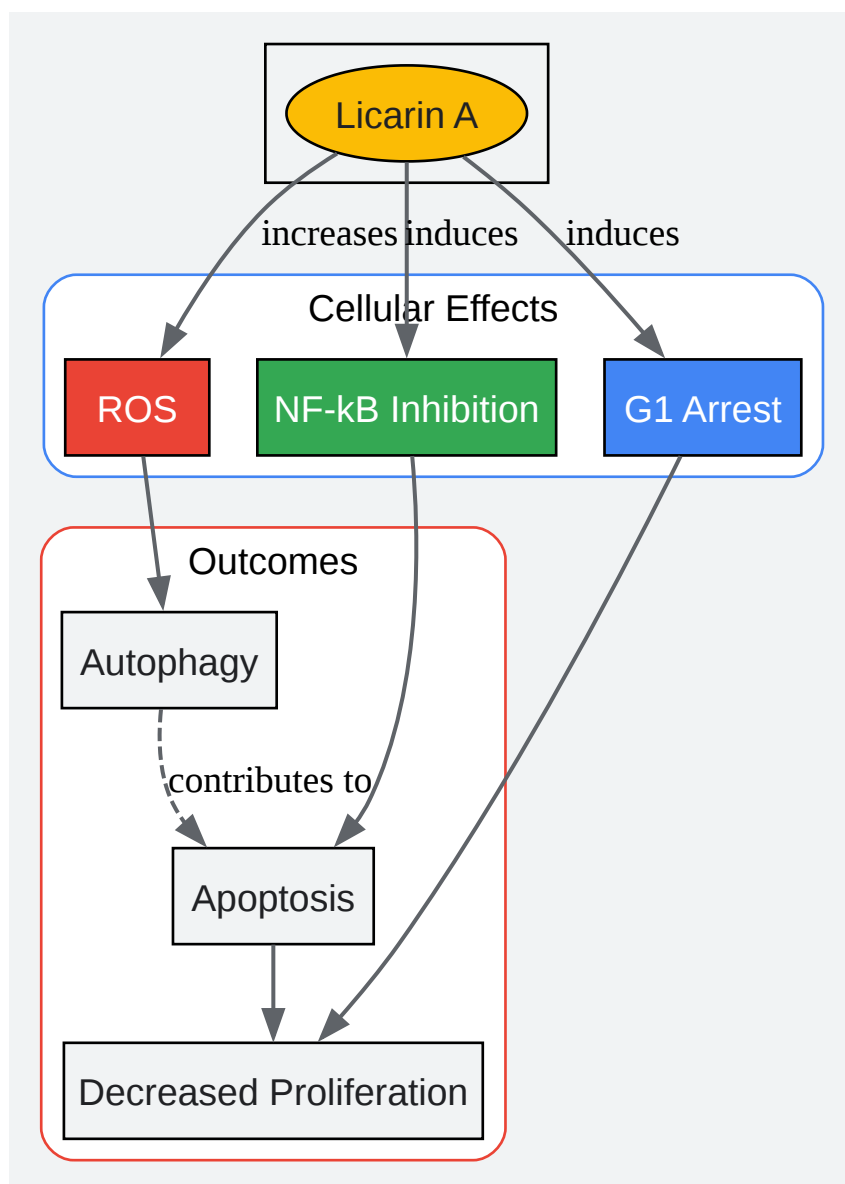 Licarin A
increases
induces
induces
Cellular Effects
ROS
NF-kB Inhibition
G1 Arrest
Outcomes
Autophagy
contributes to
Apoptosis
Decreased Proliferation